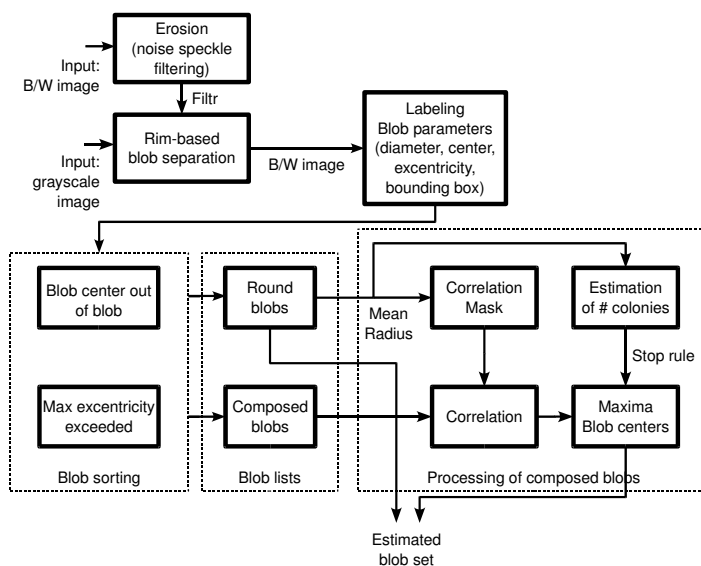 Erosion
(noise speckle
filtering)
Input:
B/W image
Filtr
Rim-based
blob separation
Input:
grayscale
image
B/W image
Labeling
Blob parameters
(diameter, center,
excentricity,
bounding box)
Blob center out
of blob
Max excentricity
exceeded
Blob sorting
Round
blobs
Composed
blobs
Blob lists
Mean
Radius
Correlation
Mask
Estimation
of # colonies
Stop rule
Correlation
Maxima
Blob centers
Processing of composed blobs
Estimated
blob set